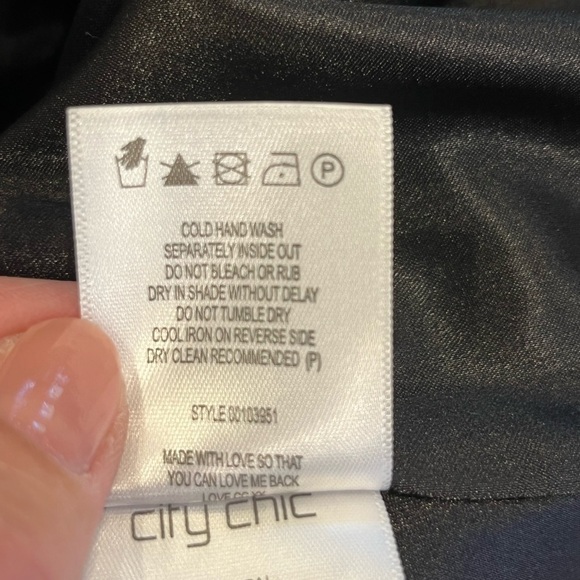 P
COLD HAND WASH
SEPARATELY INSIDE OUT
DO NOT BLEACH OR RUB
DRY IN SHADE WITHOUT DELAY
DO NOT TUMBLE DRY
COOL IRON ON REVERSE SIDE
DRY CLEAN RECOMMENDED (P)
STYLE 00103951
MADE WITH LOVE SO THAT
YOU CAN LOVE ME BACK
LOVE CC
city chic